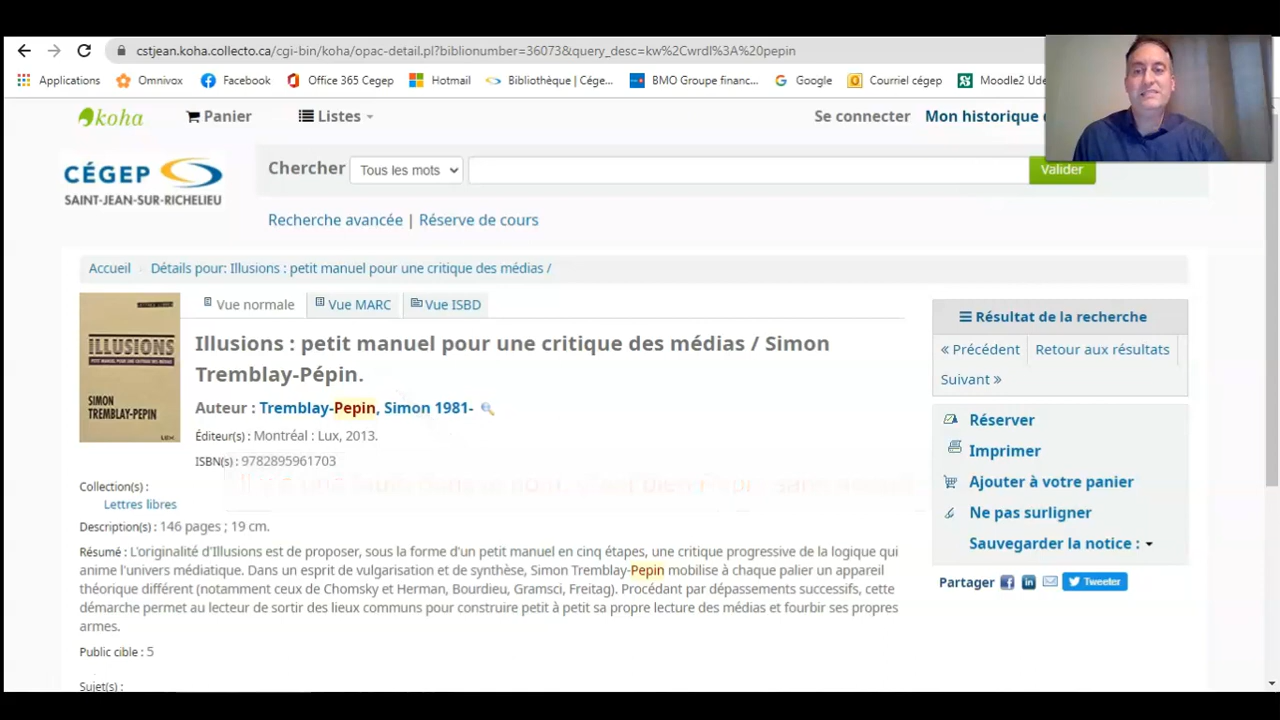 cstjean.koha.collecto.ca/cgi-bin/koha/opac-detail.pl?biblionumber=36073&query_desc=kw%2Cwrdl%3A%20pepin
Applications Omnivox Facebook Office 365 Cegep Hotmail Bibliothèque | Cége... BMO Groupe financ... Google Courriel cégep Moodle2 Ude
koha Panier Listes Se connecter Mon historique
CÉGEP
SAINT-JEAN-SUR-RICHELIEU
Chercher Tous les mots Valider
Recherche avancée | Réserve de cours
Accueil Détails pour: Illusions : petit manuel pour une critique des médias /
ILLUSIONS
PETIT MANUEL POUR UNE CRITIQUE DES MÉDIAS
SIMON
TREMBLAY-PEPIN
LUX
Vue normale Vue MARC Vue ISBD
Illusions : petit manuel pour une critique des médias / Simon
Tremblay-Pépin.
Auteur : Tremblay-Pepin, Simon 1981-
Éditeur(s) : Montréal : Lux, 2013.
ISBN(s) : 9782895961703
Collection(s) :
Lettres libres
Description(s) : 146 pages ; 19 cm.
Résumé : L'originalité d'Illusions est de proposer, sous la forme d'un petit manuel en cinq étapes, une critique progressive de la logique qui
anime l'univers médiatique. Dans un esprit de vulgarisation et de synthèse, Simon Tremblay-Pepin mobilise à chaque palier un appareil
théorique différent (notamment ceux de Chomsky et Herman, Bourdieu, Gramsci, Freitag). Procédant par dépassements successifs, cette
démarche permet au lecteur de sortir des lieux communs pour construire petit à petit sa propre lecture des médias et fourbir ses propres
armes.
Public cible : 5
Sujet(s) :
Résultat de la recherche
« Précédent Retour aux résultats
Suivant »
Réserver
Imprimer
Ajouter à votre panier
Ne pas surligner
Sauvegarder la notice :
Partager Tweeter